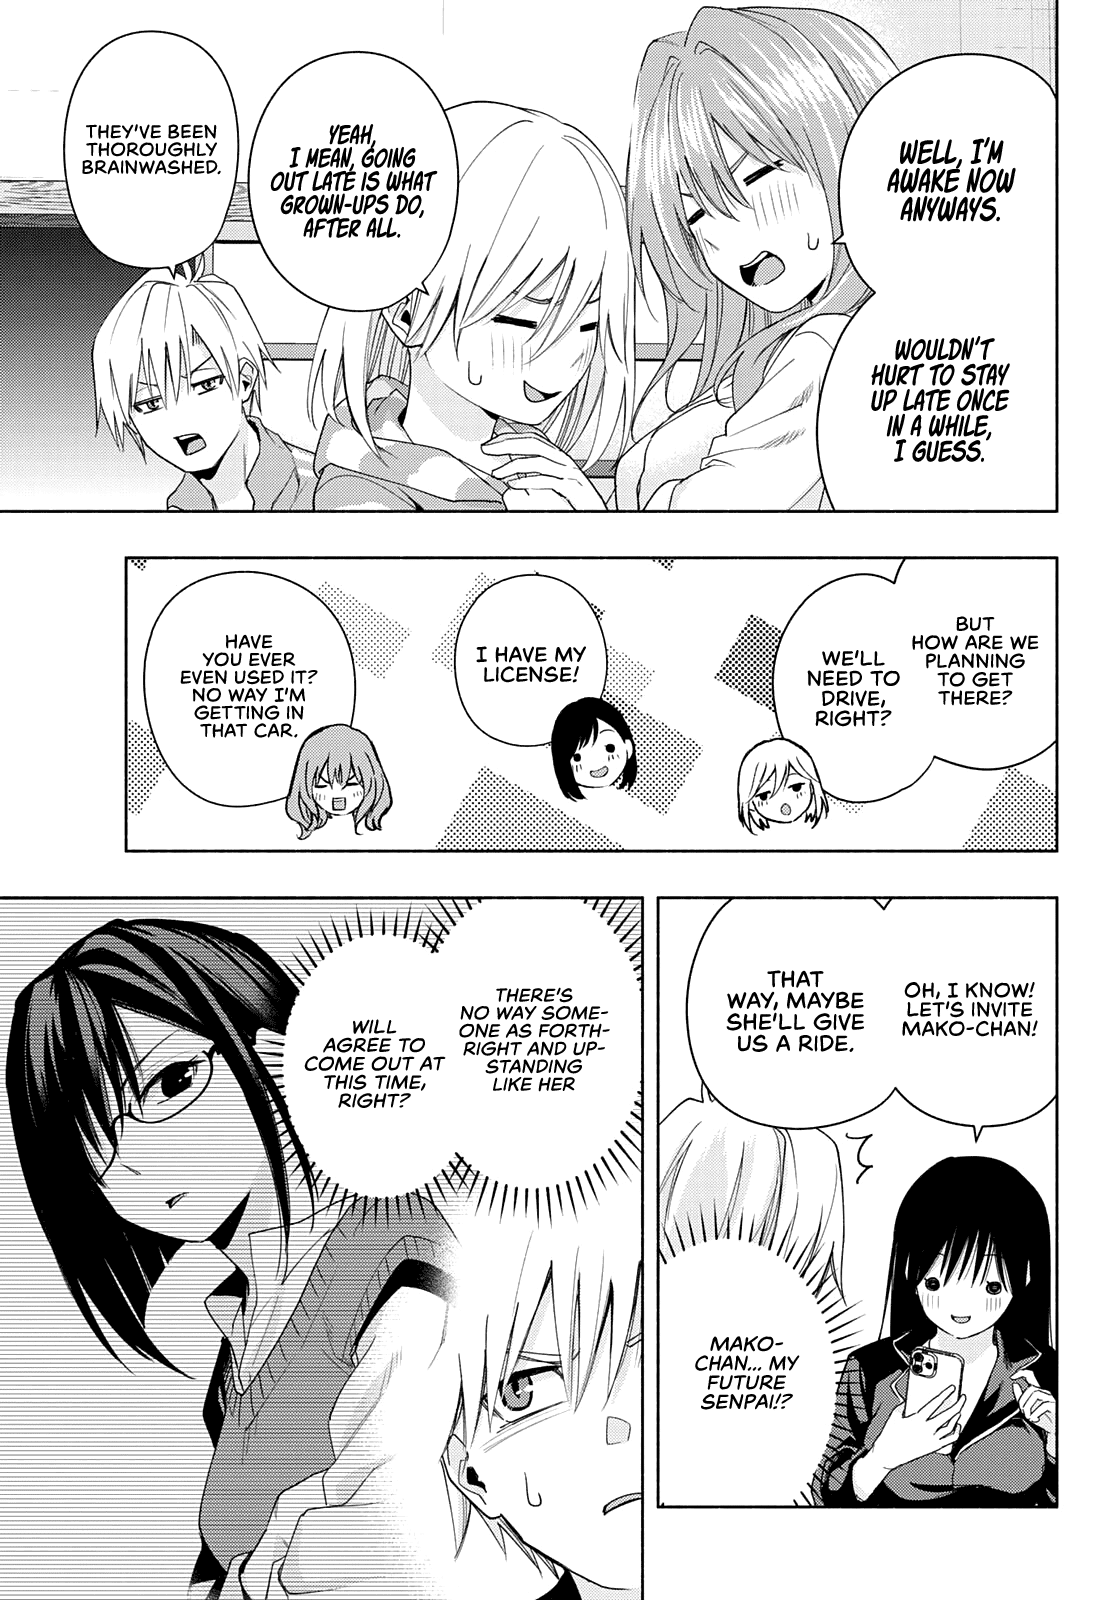 WELL, I'M
AWAKE NOW
ANYWAYS.
WOULDN'T
HURT TO STAY
UP LATE ONCE
IN A WHILE,
I GUESS.
YEAH,
I MEAN, GOING
OUT LATE IS WHAT
GROWN-UPS DO,
AFTER ALL.
THEY'VE BEEN
THOROUGHLY
BRAINWASHED.
BUT
HOW ARE WE
PLANNING
TO GET
THERE?
WE'LL
NEED TO
DRIVE,
RIGHT?
I HAVE MY
LICENSE!
HAVE
YOU EVER
EVEN USED IT?
NO WAY I'M
GETTING IN
THAT CAR.
OH, I KNOW!
LET'S INVITE
MAKO-CHAN!
THAT
WAY, MAYBE
SHE'LL GIVE
US A RIDE.
MAKO-
CHAN... MY
FUTURE
SENPAI!?
THERE'S
NO WAY SOME-
ONE AS FORTH-
RIGHT AND UP-
STANDING
LIKE HER
WILL
AGREE TO
COME OUT AT
THIS TIME,
RIGHT?